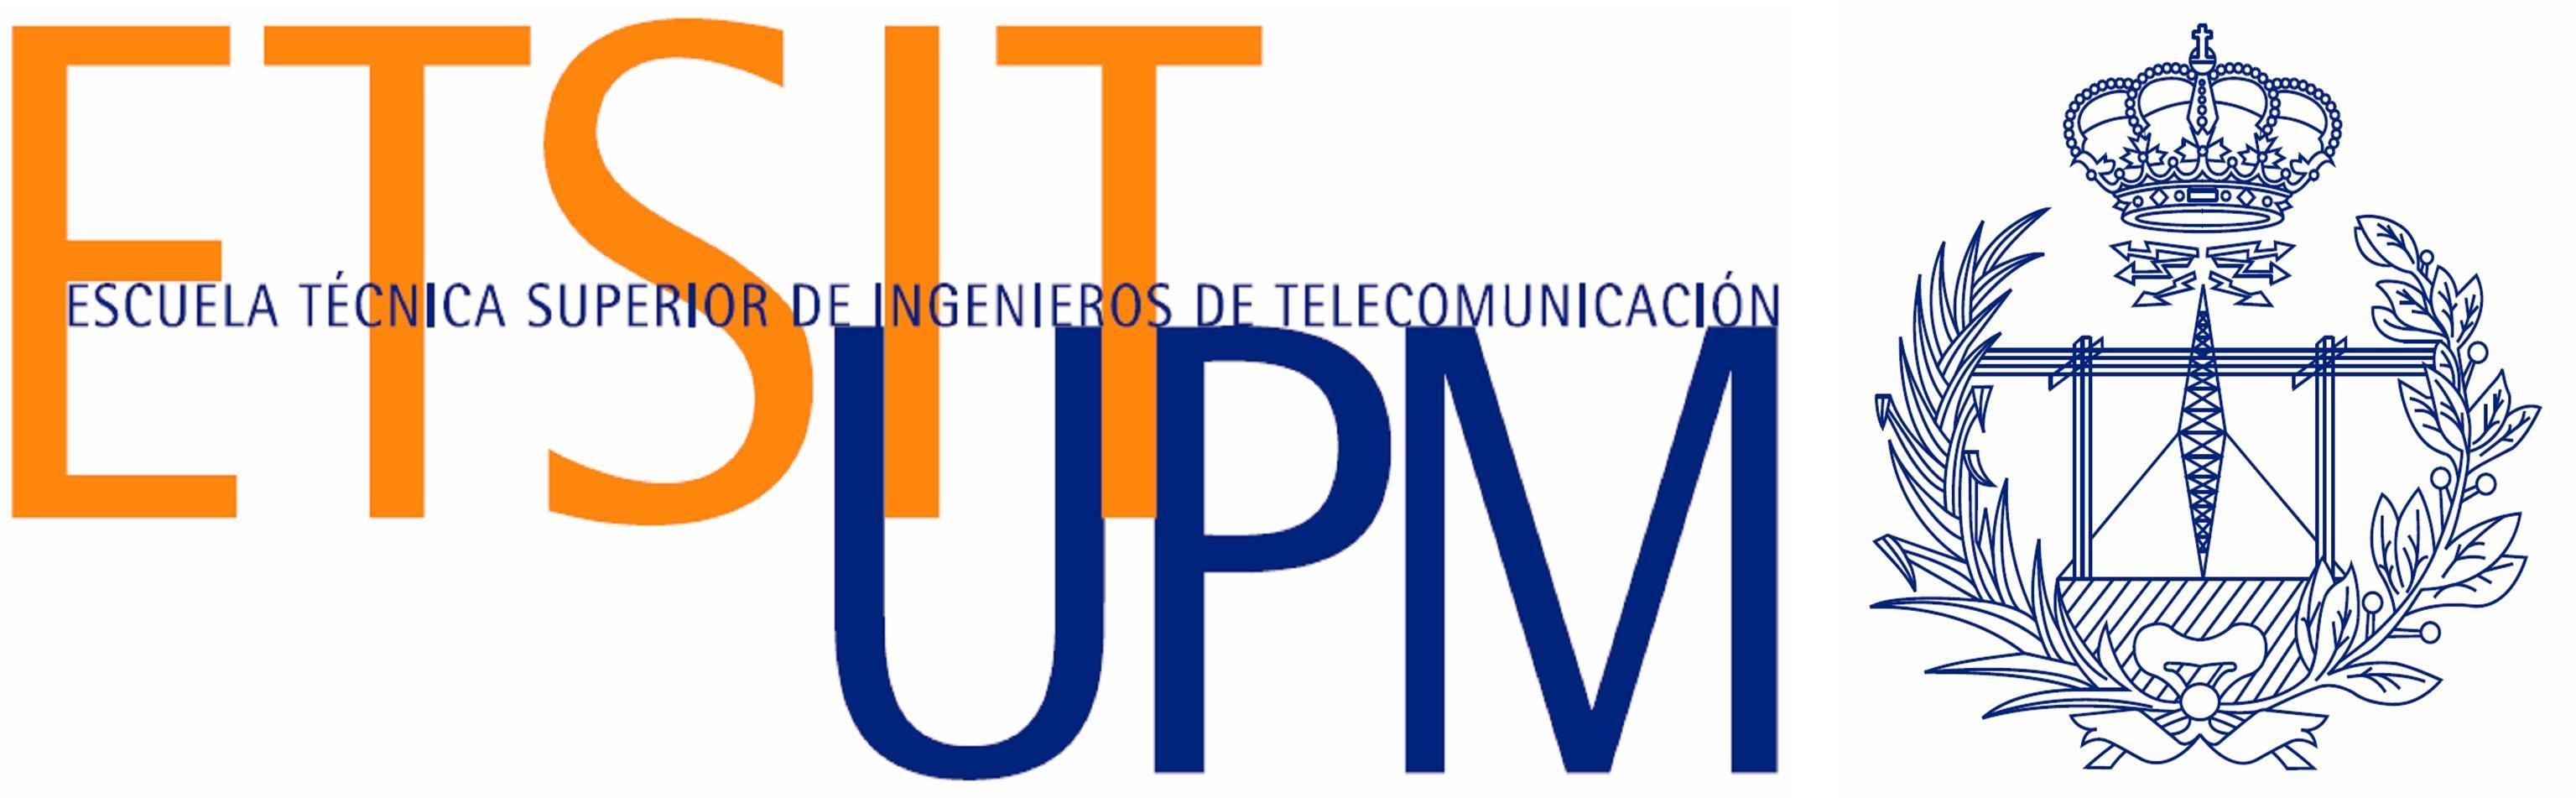 ETSIT
ESCUELA TÉCNICA SUPERIOR DE INGENIEROS DE TELECOMUNICACIÓN
UPM